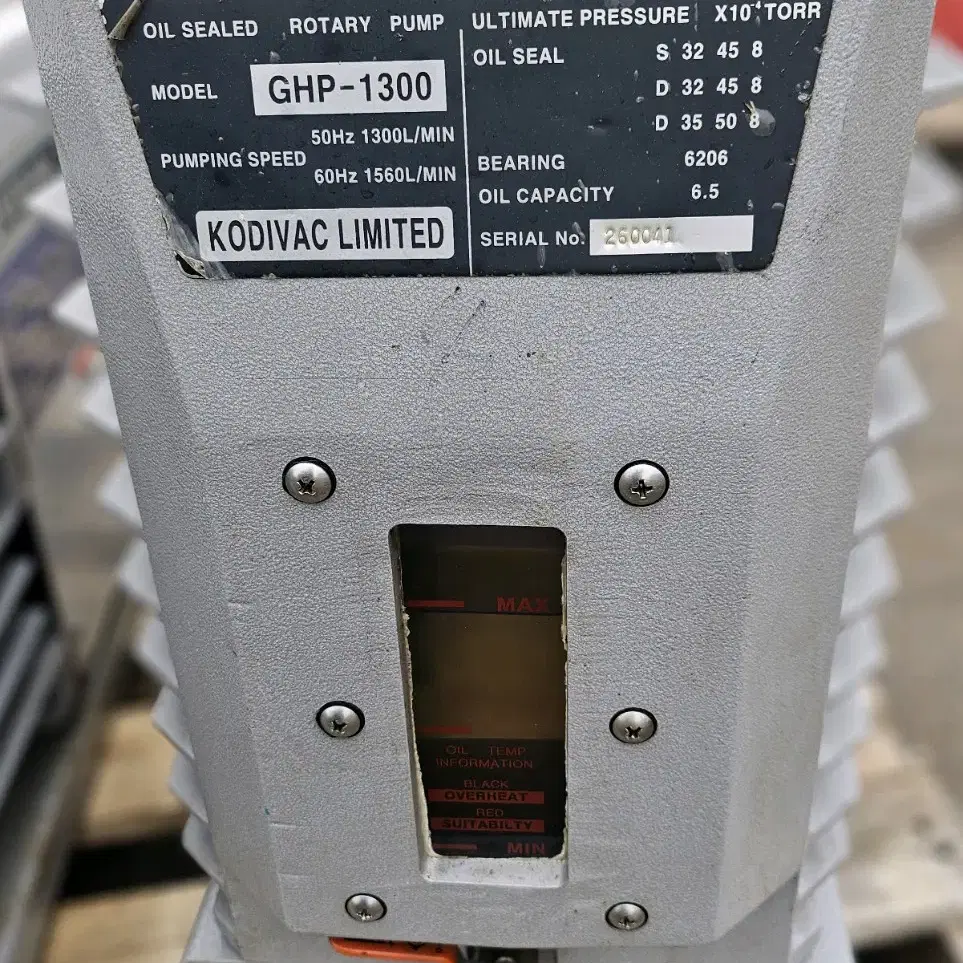 OIL SEALED ROTARY PUMP
MODEL GHP-1300
50Hz 1300L/MIN
PUMPING SPEED
60Hz 1560L/MIN
KODIVAC LIMITED
ULTIMATE PRESSURE X10⁻⁴TORR
OIL SEAL S 32 45 8
D 32 45 8
D 35 50 8
BEARING 6206
OIL CAPACITY 6.5
SERIAL No. 260041
MAX
OIL TEMP
INFORMATION
BLACK
OVERHEAT
RED
SUITABILTY
MIN